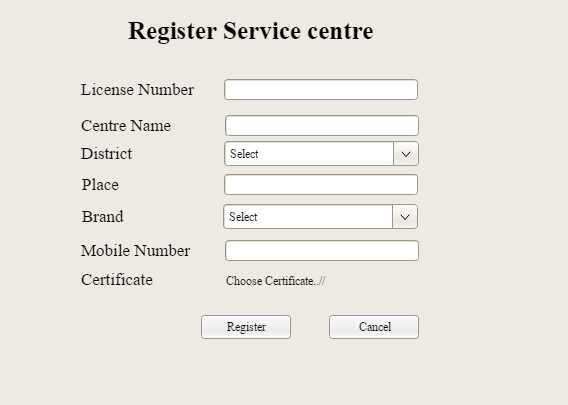 Register Service centre
License Number
Centre Name
District Select
Place
Brand Select
Mobile Number
Certificate Choose Certificate..//
Register Cancel